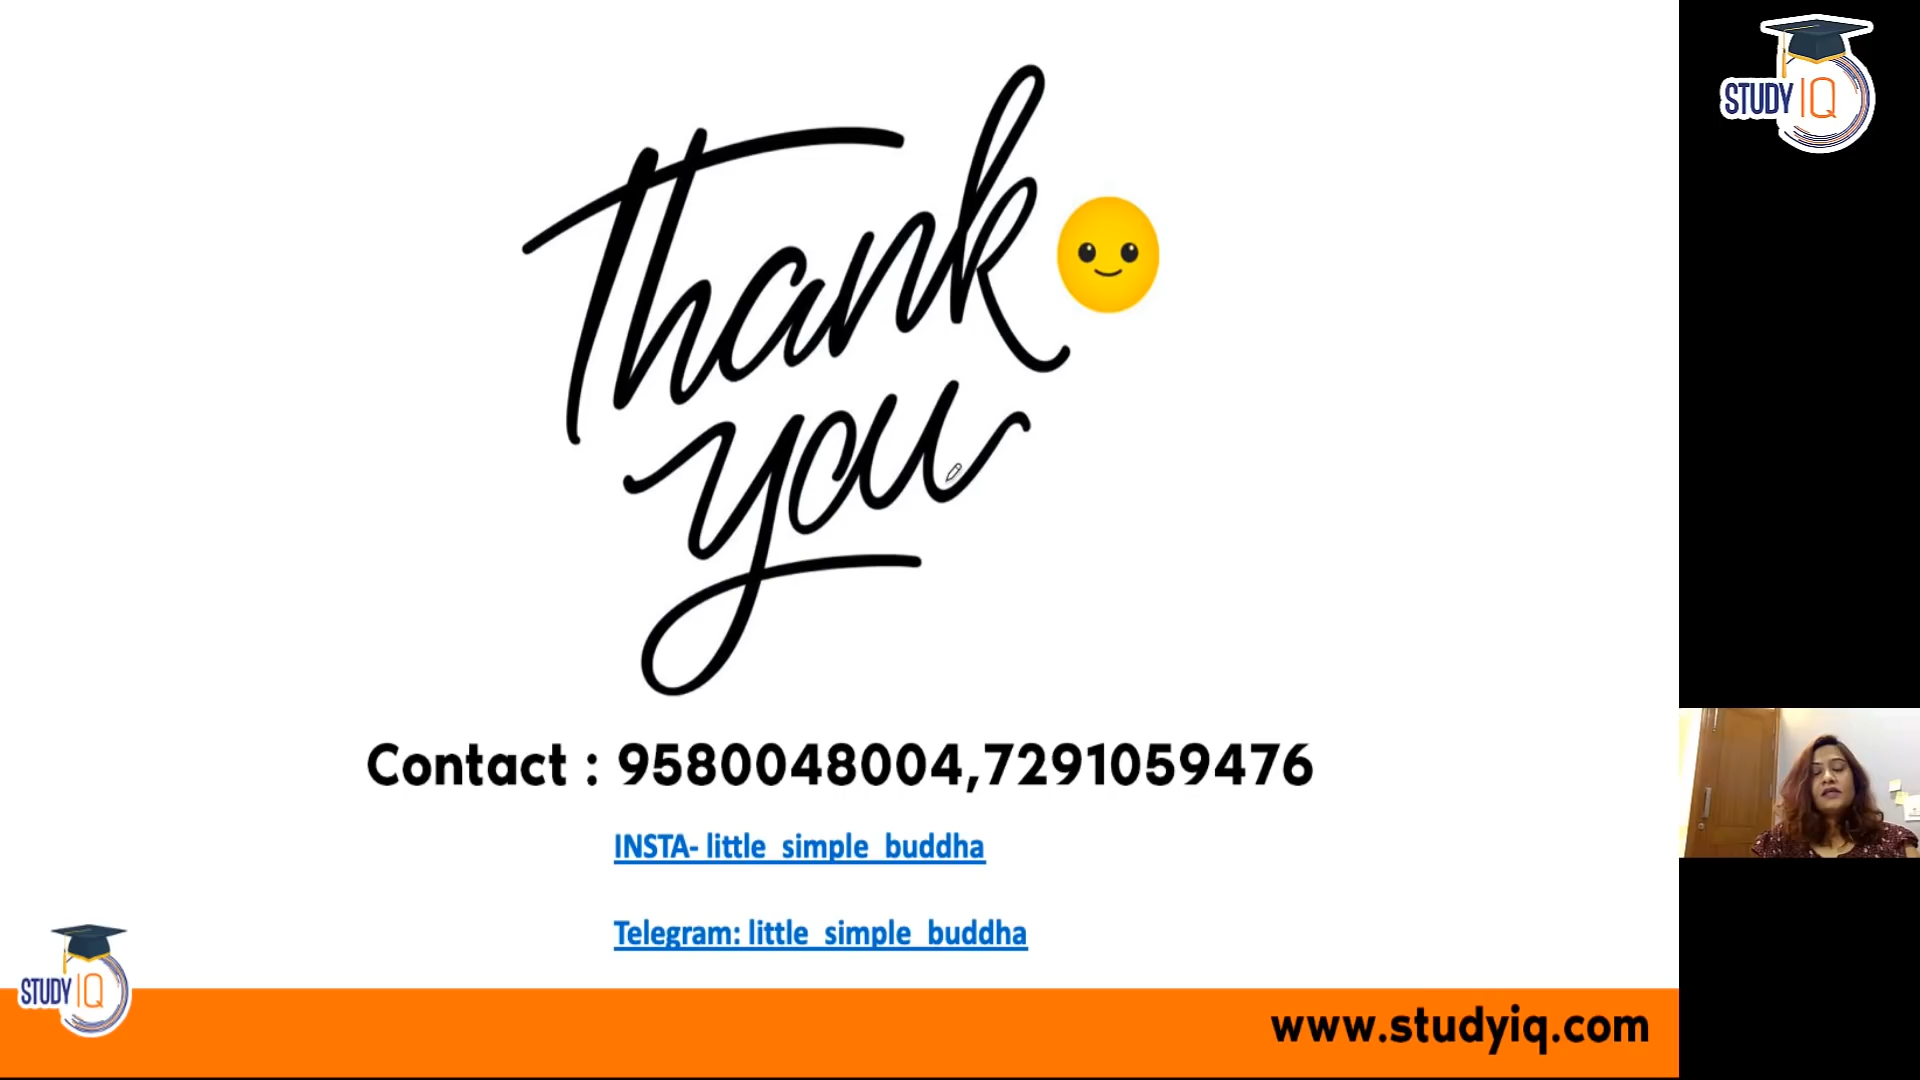 STUDY IQ
Thank
you
Contact : 9580048004,7291059476
INSTA- little_simple_buddha
Telegram: little_simple_buddha
STUDY IQ
www.studyiq.com